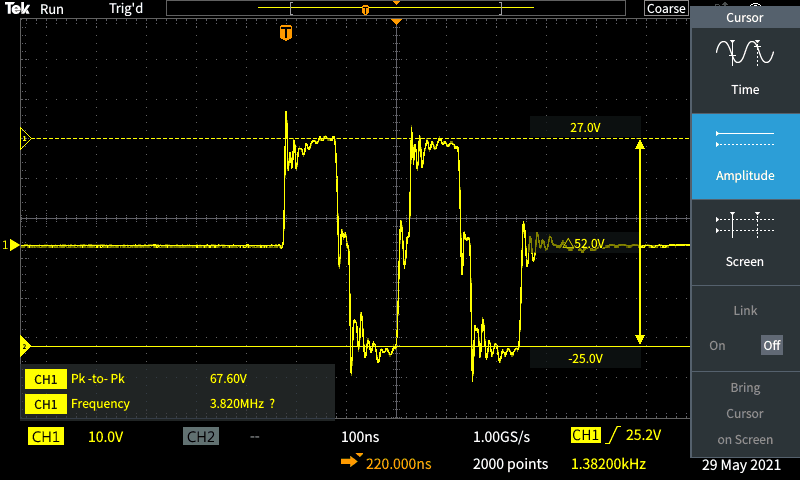 Tek Run Trig'd Coarse
Cursor
T
T
Time
1
27.0V
Amplitude
1
△52.0V
Screen
Link
On Off
2
-25.0V
CH1 Pk -to- Pk 67.60V
CH1 Frequency 3.820MHz ?
Bring
Cursor
on Screen
CH1 10.0V CH2 -- 100ns 1.00GS/s CH1 25.2V
220.000ns 2000 points 1.38200kHz 29 May 2021